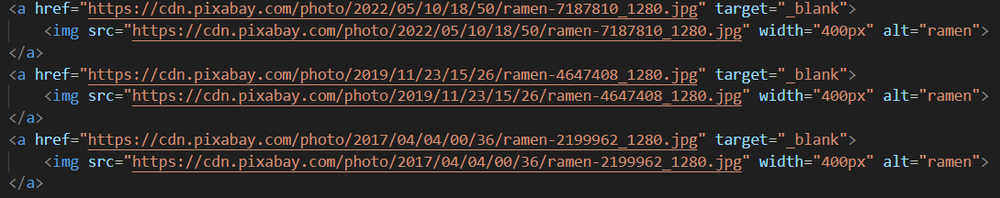 <a href="https://cdn.pixabay.com/photo/2022/05/10/18/50/ramen-7187810_1280.jpg" target="_blank">
<img src="https://cdn.pixabay.com/photo/2022/05/10/18/50/ramen-7187810_1280.jpg" width="400px" alt="ramen">
</a>
<a href="https://cdn.pixabay.com/photo/2019/11/23/15/26/ramen-4647408_1280.jpg" target="_blank">
<img src="https://cdn.pixabay.com/photo/2019/11/23/15/26/ramen-4647408_1280.jpg" width="400px" alt="ramen">
</a>
<a href="https://cdn.pixabay.com/photo/2017/04/04/00/36/ramen-2199962_1280.jpg" target="_blank">
<img src="https://cdn.pixabay.com/photo/2017/04/04/00/36/ramen-2199962_1280.jpg" width="400px" alt="ramen">
</a>